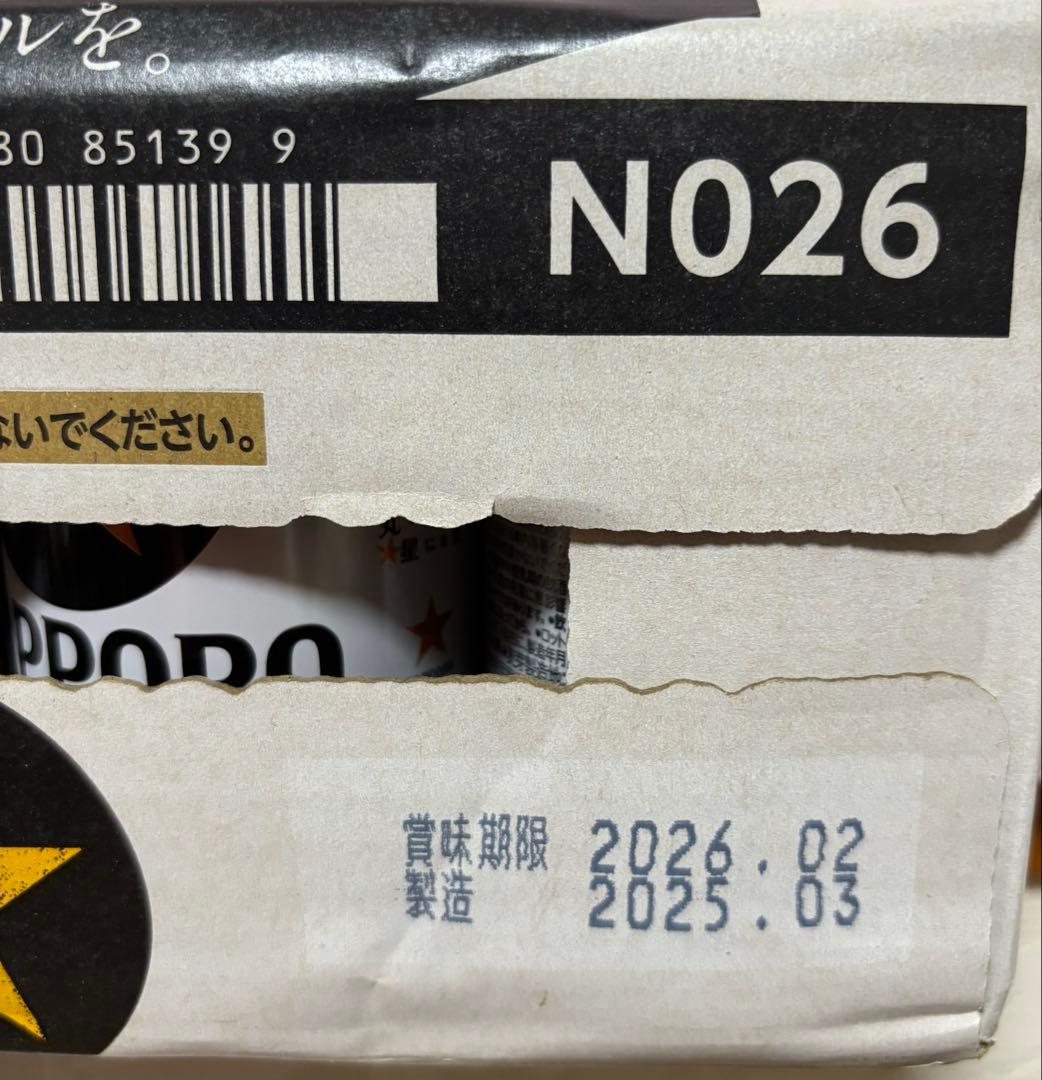 ルを。
80 85139 9
N026
ないでください。
SAPPORO
賞味期限 2026.02
製造 2025.03